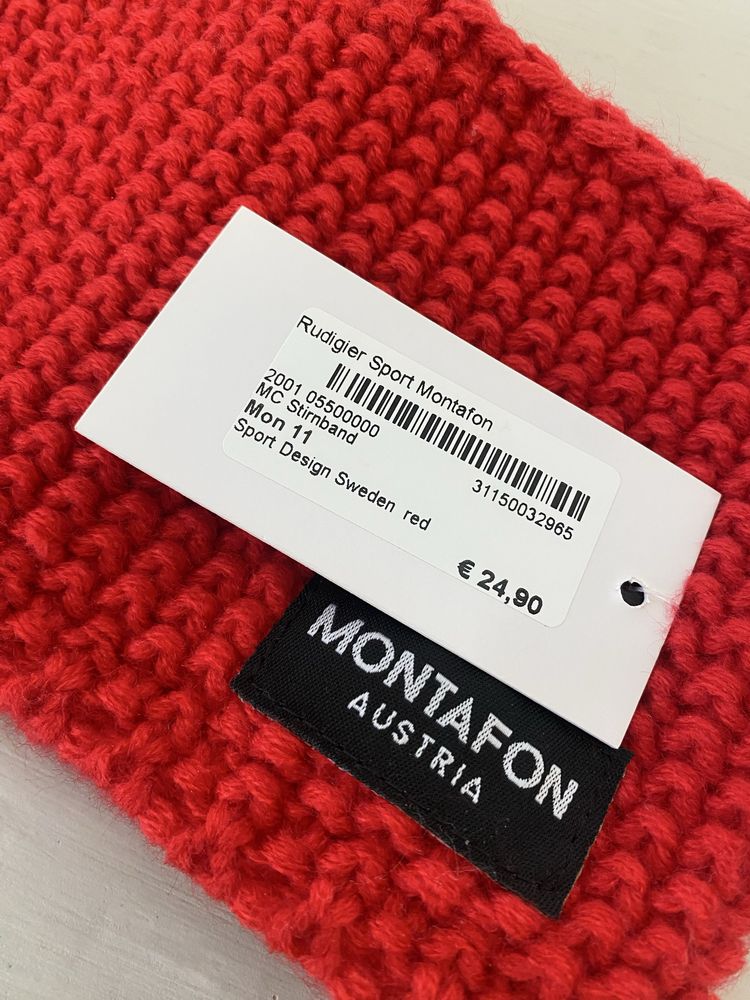 Rudigier Sport Montafon
2001 05500000
31150032965
MC Stirnband
Mon 11
Sport Design Sweden red
€ 24,90
MONTAFON
AUSTRIA